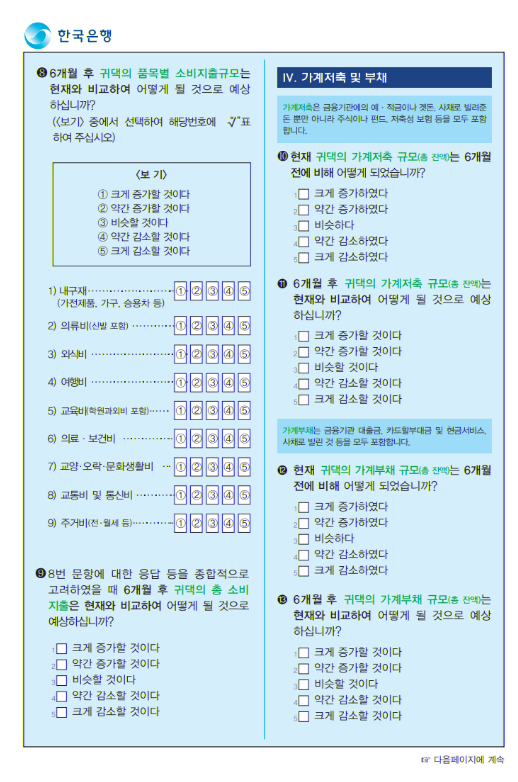 한국은행
❽ 6개월 후 귀댁의 품목별 소비지출규모는
현재와 비교하여 어떻게 될 것으로 예상
하십니까?
(〈보기〉 중에서 선택하여 해당번호에 “√”표
하여 주십시오)
〈보 기〉
① 크게 증가할 것이다
② 약간 증가할 것이다
③ 비슷할 것이다
④ 약간 감소할 것이다
⑤ 크게 감소할 것이다
1) 내구재 ① ② ③ ④ ⑤
(가전제품, 가구, 승용차 등)
2) 의류비(신발 포함) ① ② ③ ④ ⑤
3) 외식비 ① ② ③ ④ ⑤
4) 여행비 ① ② ③ ④ ⑤
5) 교육비(학원과외비 포함) ① ② ③ ④ ⑤
6) 의료·보건비 ① ② ③ ④ ⑤
7) 교양·오락·문화생활비 ① ② ③ ④ ⑤
8) 교통비 및 통신비 ① ② ③ ④ ⑤
9) 주거비(전·월세 등) ① ② ③ ④ ⑤
❾ 8번 문항에 대한 응답 등을 종합적으로
고려하였을 때 6개월 후 귀댁의 총 소비
지출은 현재와 비교하여 어떻게 될 것으로
예상하십니까?
1□ 크게 증가할 것이다
2□ 약간 증가할 것이다
3□ 비슷할 것이다
4□ 약간 감소할 것이다
5□ 크게 감소할 것이다
Ⅳ. 가계저축 및 부채
가계저축은 금융기관에의 예·적금이나 곗돈, 사채로 빌려준
돈 뿐만 아니라 주식이나 펀드, 저축성 보험 등을 모두 포함
합니다.
❿ 현재 귀댁의 가계저축 규모(총 잔액)는 6개월
전에 비해 어떻게 되었습니까?
1□ 크게 증가하였다
2□ 약간 증가하였다
3□ 비슷하다
4□ 약간 감소하였다
5□ 크게 감소하였다
⓫ 6개월 후 귀댁의 가계저축 규모(총 잔액)는
현재와 비교하여 어떻게 될 것으로 예상
하십니까?
1□ 크게 증가할 것이다
2□ 약간 증가할 것이다
3□ 비슷할 것이다
4□ 약간 감소할 것이다
5□ 크게 감소할 것이다
가계부채는 금융기관 대출금, 카드할부대금 및 현금서비스,
사채로 빌린 것 등을 모두 포함합니다.
⓬ 현재 귀댁의 가계부채 규모(총 잔액)는 6개월
전에 비해 어떻게 되었습니까?
1□ 크게 증가하였다
2□ 약간 증가하였다
3□ 비슷하다
4□ 약간 감소하였다
5□ 크게 감소하였다
⓭ 6개월 후 귀댁의 가계부채 규모(총 잔액)는
현재와 비교하여 어떻게 될 것으로 예상
하십니까?
1□ 크게 증가할 것이다
2□ 약간 증가할 것이다
3□ 비슷할 것이다
4□ 약간 감소할 것이다
5□ 크게 감소할 것이다
☞ 다음페이지에 계속